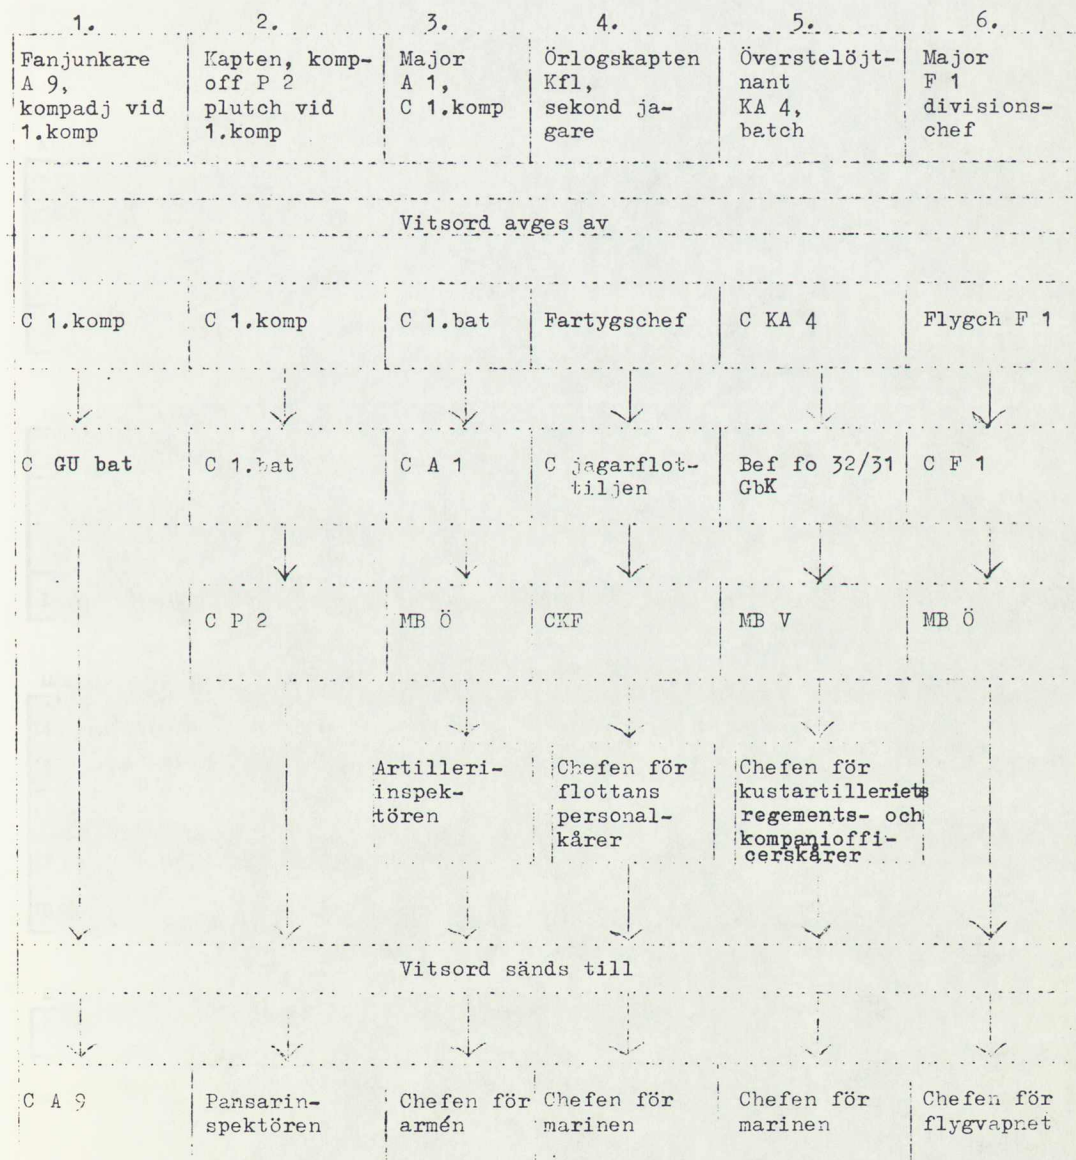 1. 2. 3. 4. 5. 6.
Fanjunkare
A 9,
kompadj vid
1.komp
Kapten, komp-
off P 2
plutch vid
1.komp
Major
A 1,
C 1.komp
Örlogskapten
Kfl,
sekond ja-
gare
Överstelöjt-
nant
KA 4,
batch
Major
F 1
divisions-
chef
Vitsord avges av
C 1.komp
C 1.komp
C 1.bat
Fartygschef
C KA 4
Flygch F 1
C GU bat
C 1.bat
C A 1
C jagarflot-
tiljen
Bef fo 32/31
GbK
C F 1
C P 2
MB Ö
CKF
MB V
MB Ö
Artilleri-
inspek-
tören
Chefen för
flottans
personal-
kårer
Chefen för
kustartilleriets
regements- och
kompanioffi-
cerskårer
Vitsord sänds till
C A 9
Pansarin-
spektören
Chefen för
armén
Chefen för
marinen
Chefen för
marinen
Chefen för
flygvapnet